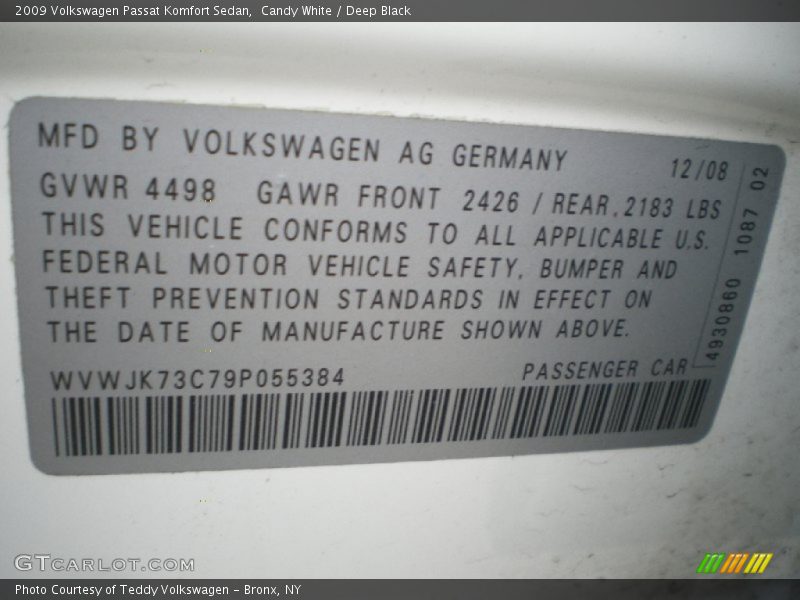 2009 Volkswagen Passat Komfort Sedan,  Candy White / Deep Black
MFD BY VOLKSWAGEN AG GERMANY 12/08
GVWR 4498 GAWR FRONT 2426 / REAR 2183 LBS
THIS VEHICLE CONFORMS TO ALL APPLICABLE U.S.
FEDERAL MOTOR VEHICLE SAFETY, BUMPER AND
THEFT PREVENTION STANDARDS IN EFFECT ON
THE DATE OF MANUFACTURE SHOWN ABOVE.
WVWJK73C79P055384 PASSENGER CAR
4930860 1087 02
GTCARLOT.COM
Photo Courtesy of Teddy Volkswagen – Bronx, NY